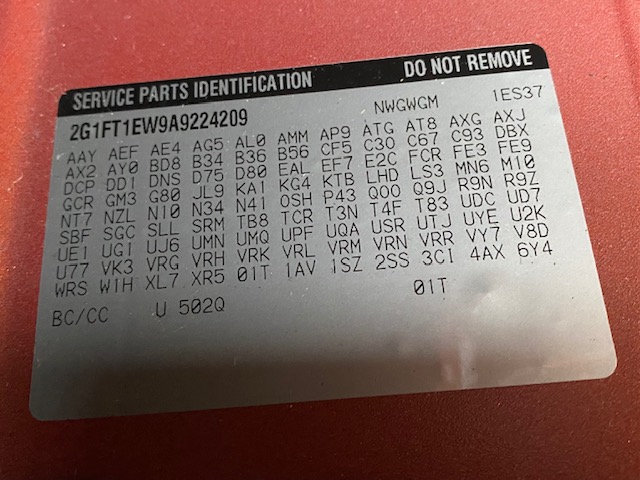 SERVICE PARTS IDENTIFICATION DO NOT REMOVE
2G1FT1EW9A9224209 NWGWGM 1ES37
AAY AEF AE4 AG5 AL0 AMM AP9 ATG AT8 AXG AXJ
AX2 AY0 BD8 B34 B36 B56 CF5 C30 C67 C93 DBX
DCP DD1 DNS D75 D80 EAL EF7 E2C FCR FE3 FE9
GCR GM3 G80 JL9 KA1 KG4 KTB LHD LS3 MN6 M10
NT7 NZL N10 N34 N41 OSH P43 Q00 Q9J R9N R9Z
SBF SGC SLL SRM TB8 TCR T3N T4F T83 UDC UD7
UE1 UG1 UJ6 UMN UMQ UPF UQA USR UTJ UYE U2K
U77 VK3 VRG VRH VRK VRL VRM VRN VRR VY7 V8D
WRS W1H XL7 XR5 01T 1AV 1SZ 2SS 3CI 4AX 6Y4
BC/CC U 502Q 01T